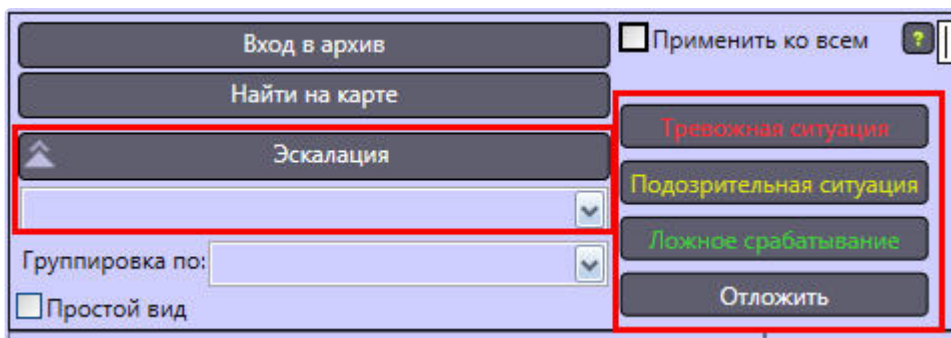 Вход в архив
Применить ко всем ?
Найти на карте
Тревожная ситуация
Эскалация
Подозрительная ситуация
Ложное срабатывание
Группировка по:
Отложить
Простой вид